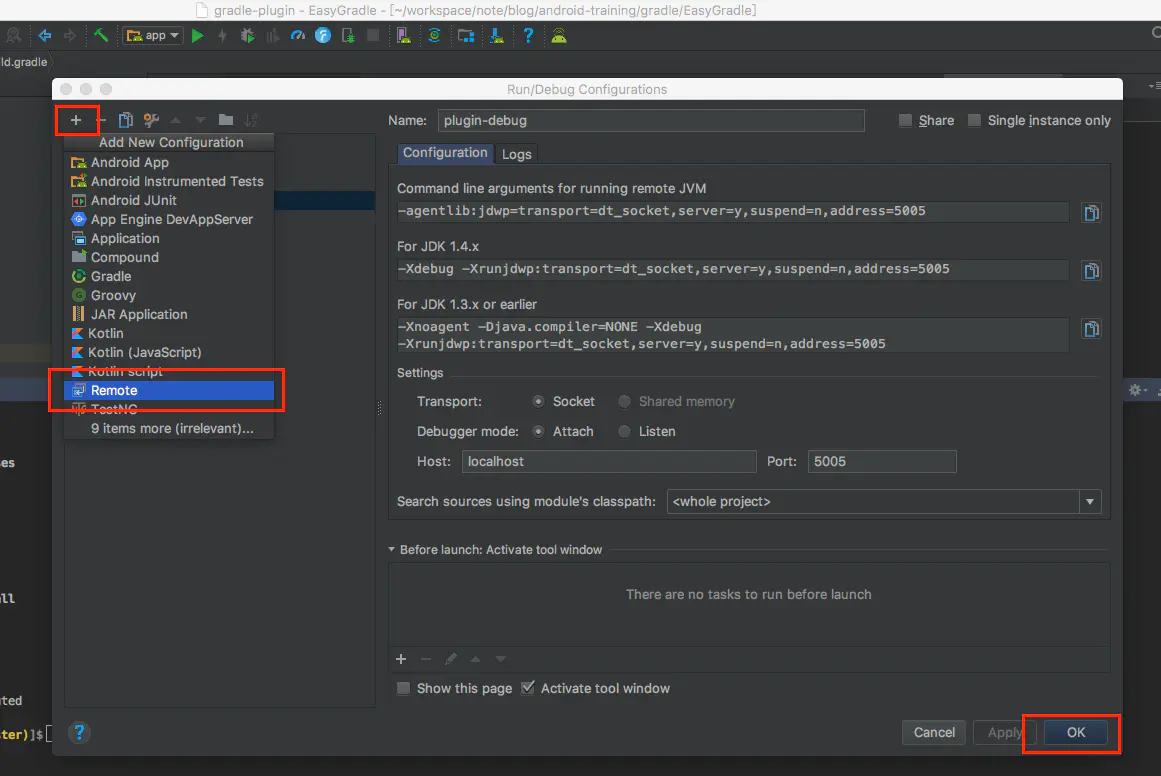 gradle-plugin - EasyGradle - [~/workspace/note/blog/android-training/gradle/EasyGradle]
app
ld.gradle
Run/Debug Configurations
Add New Configuration
Android App
Android Instrumented Tests
Android JUnit
App Engine DevAppServer
Application
Compound
Gradle
Groovy
JAR Application
Kotlin
Kotlin (JavaScript)
Kotlin script
Remote
TestNG
9 items more (irrelevant)...
Name: plugin-debug
Share
Single instance only
Configuration Logs
Command line arguments for running remote JVM
-agentlib:jdwp=transport=dt_socket,server=y,suspend=n,address=5005
For JDK 1.4.x
-Xdebug -Xrunjdwp:transport=dt_socket,server=y,suspend=n,address=5005
For JDK 1.3.x or earlier
-Xnoagent -Djava.compiler=NONE -Xdebug
-Xrunjdwp:transport=dt_socket,server=y,suspend=n,address=5005
Settings
Transport: Socket Shared memory
Debugger mode: Attach Listen
Host: localhost Port: 5005
Search sources using module's classpath: <whole project>
Before launch: Activate tool window
There are no tasks to run before launch
Show this page Activate tool window
Cancel Apply OK
ses
all
uted
ster)]$